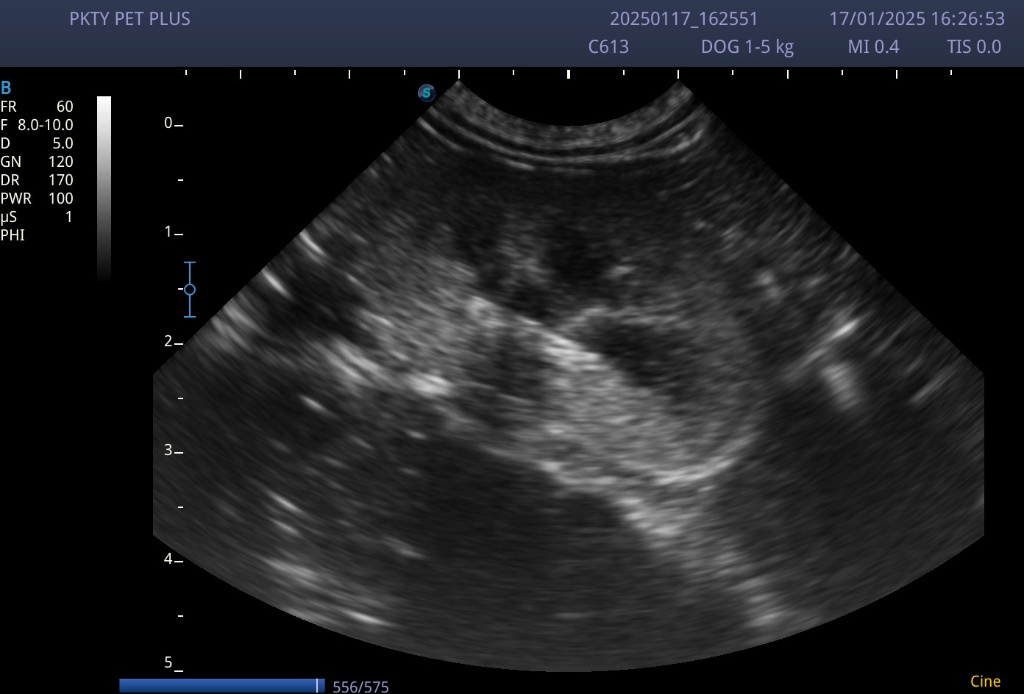 PKTY PET PLUS
20250117_162551
17/01/2025 16:26:53
C613
DOG 1-5 kg
MI 0.4
TIS 0.0
B
FR 60
F 8.0-10.0
D 5.0
GN 120
DR 170
PWR 100
µS 1
PHI
S
0
1
2
3
4
5
556/575
Cine